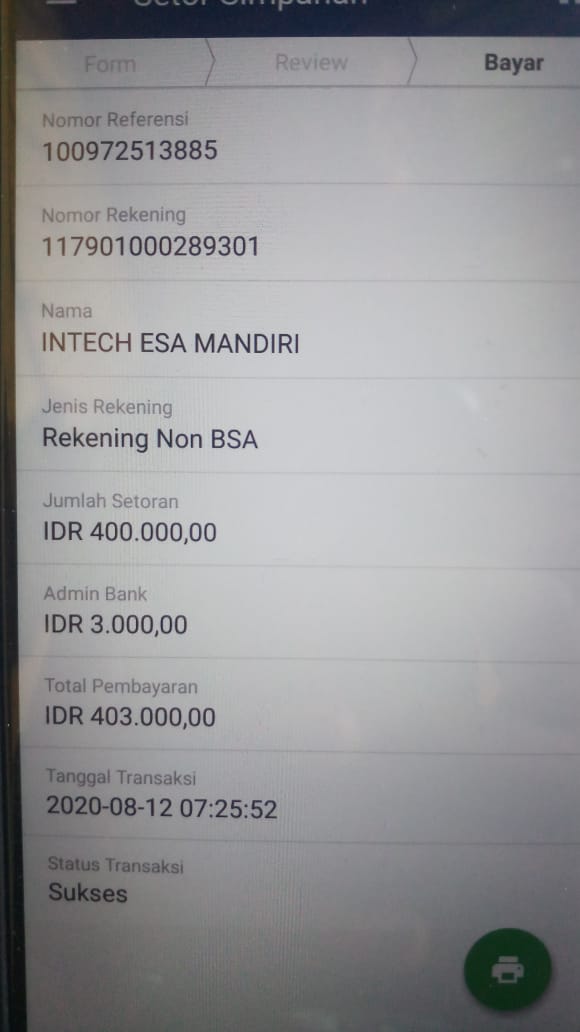 Setor Simpanan
Form
Review
Bayar
Nomor Referensi
100972513885
Nomor Rekening
117901000289301
Nama
INTECH ESA MANDIRI
Jenis Rekening
Rekening Non BSA
Jumlah Setoran
IDR 400.000,00
Admin Bank
IDR 3.000,00
Total Pembayaran
IDR 403.000,00
Tanggal Transaksi
2020-08-12 07:25:52
Status Transaksi
Sukses